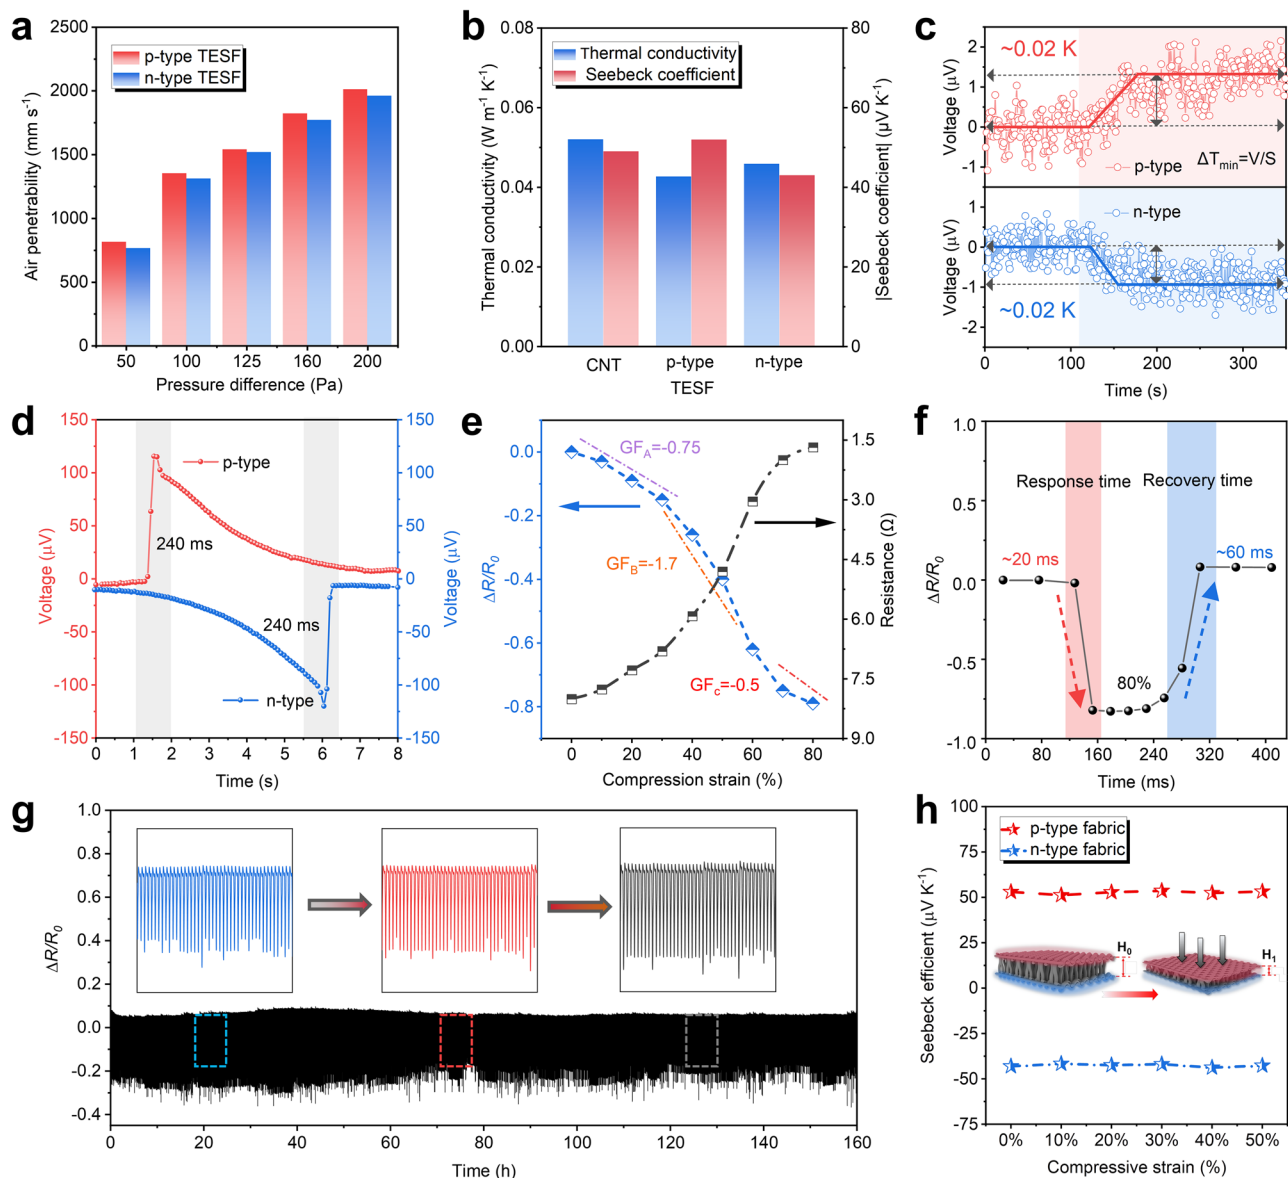 a
2500
2000
1500
1000
500
0
Air penetrability (mm s⁻¹)
p-type TESF
n-type TESF
50 100 125 160 200
Pressure difference (Pa)
b
0.08
0.06
0.04
0.02
0.00
Thermal conductivity (W m⁻¹ K⁻¹)
Thermal conductivity
Seebeck coefficient
80
60
40
20
0
|Seebeck coefficient| (μV K⁻¹)
CNT p-type n-type
TESF
c
2
1
0
-1
Voltage (μV)
~0.02 K
p-type
ΔTmin=V/S
n-type
1
0
-1
-2
Voltage (μV)
~0.02 K
0 100 200 300
Time (s)
d
150
100
50
0
-50
-100
-150
Voltage (μV)
p-type
240 ms
240 ms
n-type
150
100
50
0
-50
-100
-150
Voltage (μV)
0 1 2 3 4 5 6 7 8
Time (s)
e
0.0
-0.2
-0.4
-0.6
-0.8
ΔR/R0
GFA=-0.75
GFB=-1.7
GFc=-0.5
1.5
3.0
4.5
6.0
7.5
9.0
Resistance (Ω)
0 20 40 60 80
Compression strain (%)
f
1.0
0.5
0.0
-0.5
-1.0
ΔR/R0
Response time Recovery time
~20 ms ~60 ms
80%
0 80 160 240 320 400
Time (ms)
g
1.0
0.8
0.6
0.4
0.2
0.0
-0.2
-0.4
ΔR/R0
0 20 40 60 80 100 120 140 160
Time (h)
h
100
75
50
25
0
-25
-50
-75
Seebeck efficient (μV K⁻¹)
p-type fabric
n-type fabric
H0 H1
0% 10% 20% 30% 40% 50%
Compressive strain (%)